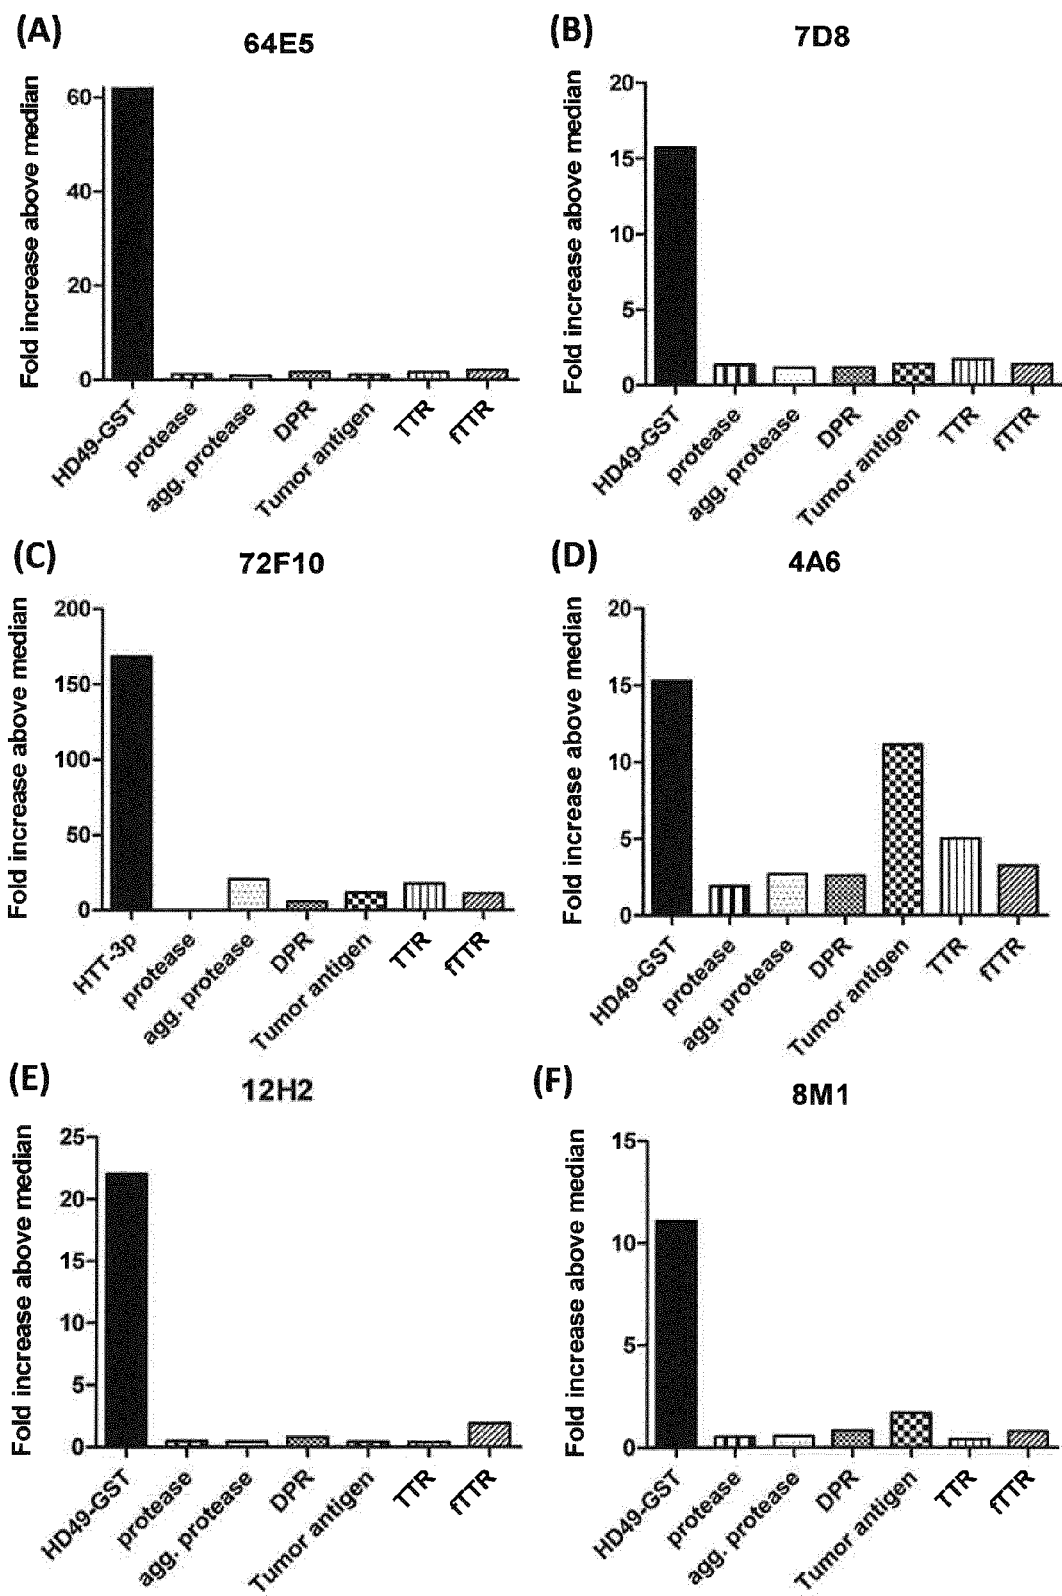 (A)
64E5
Fold increase above median
60
40
20
0
HD49-GST
protease
agg. protease
DPR
Tumor antigen
TTR
fTTR
(B)
7D8
Fold increase above median
20
15
10
5
0
HD49-GST
protease
agg. protease
DPR
Tumor antigen
TTR
fTTR
(C)
72F10
Fold increase above median
200
150
100
50
0
HTT-3p
protease
agg. protease
DPR
Tumor antigen
TTR
fTTR
(D)
4A6
Fold increase above median
20
15
10
5
0
HD49-GST
protease
agg. protease
DPR
Tumor antigen
TTR
fTTR
(E)
12H2
Fold increase above median
25
20
15
10
5
0
HD49-GST
protease
agg. protease
DPR
Tumor antigen
TTR
fTTR
(F)
8M1
Fold increase above median
15
10
5
0
HD49-GST
protease
agg. protease
DPR
Tumor antigen
TTR
fTTR